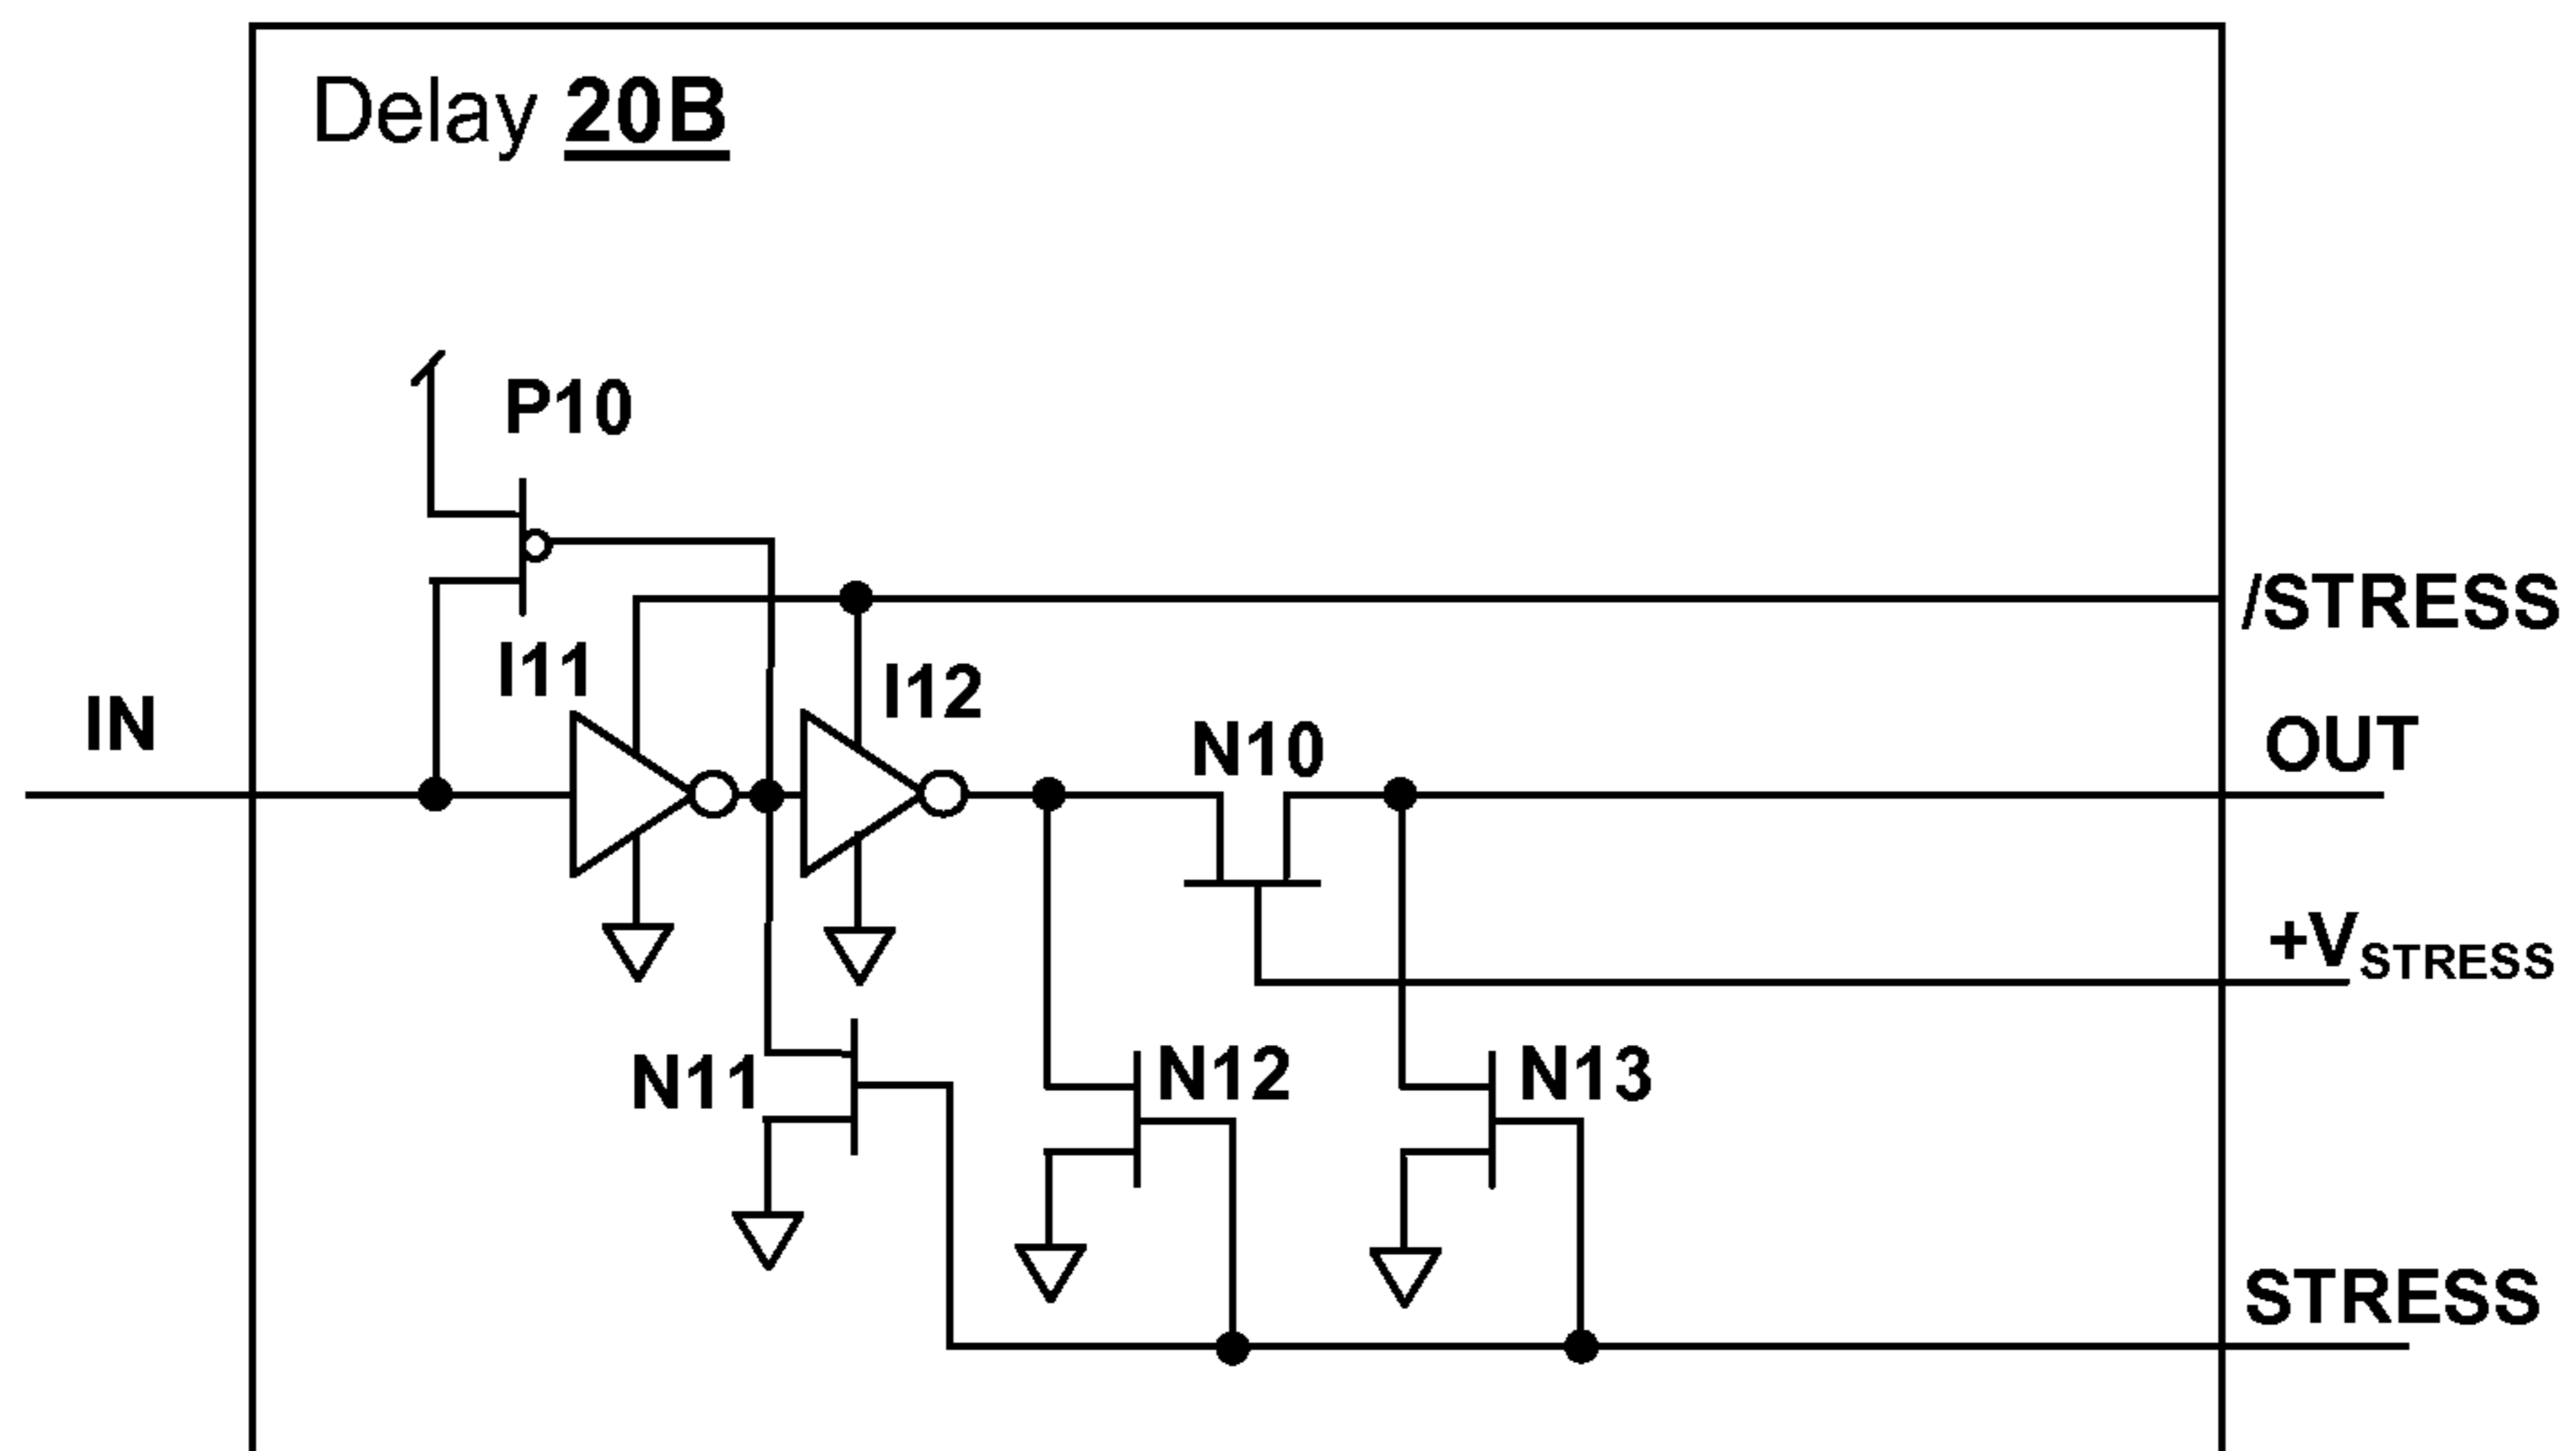 Delay 20B
P10
/STRESS
I11
I12
IN
N10
OUT
+VSTRESS
N11
N12
N13
STRESS